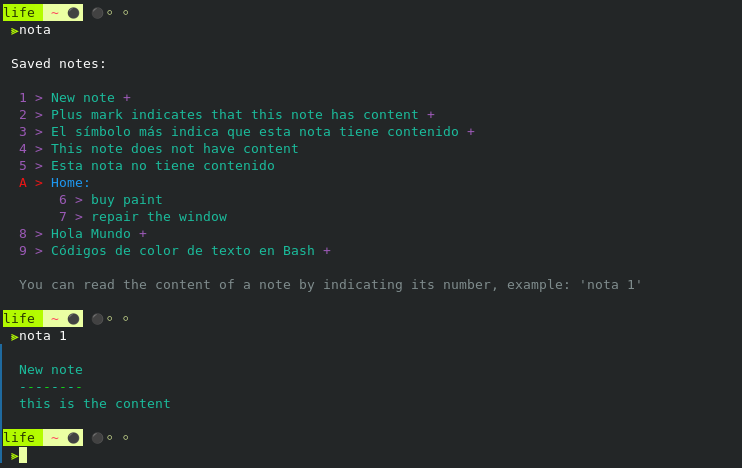 life ~
nota
Saved notes:
1 > New note +
2 > Plus mark indicates that this note has content +
3 > El símbolo más indica que esta nota tiene contenido +
4 > This note does not have content
5 > Esta nota no tiene contenido
A > Home:
6 > buy paint
7 > repair the window
8 > Hola Mundo +
9 > Códigos de color de texto en Bash +
You can read the content of a note by indicating its number, example: 'nota 1'
life ~
nota 1
New note
--------
this is the content
life ~